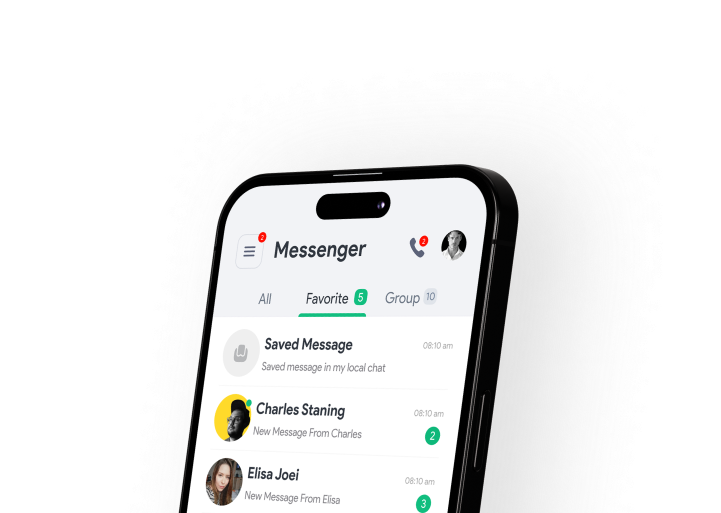 2
Messenger
2
All
Favorite 5
Group 10
Saved Message
08:10 am
Saved message in my local chat
Charles Staning
08:10 am
New Message From Charles
2
Elisa Joei
08:10 am
New Message From Elisa
3